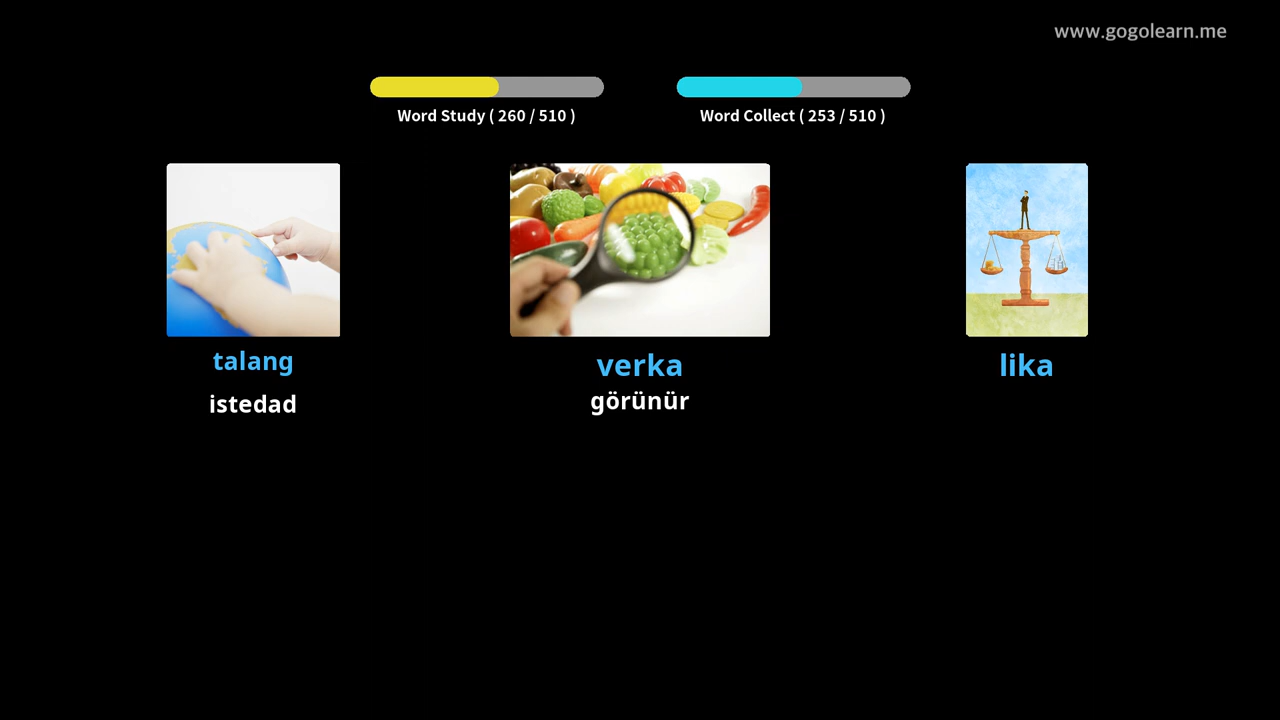 www.gogolearn.me
Word Study ( 260 / 510 )
Word Collect ( 253 / 510 )
talang
verka
lika
istedad
görünür